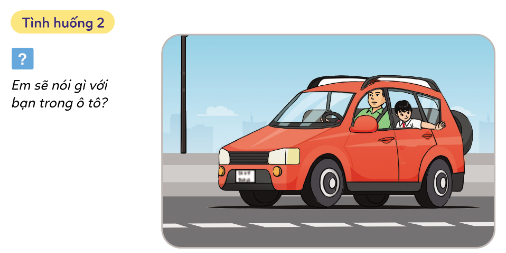 Tình huống 2
?
Em sẽ nói gì với
bạn trong ô tô?